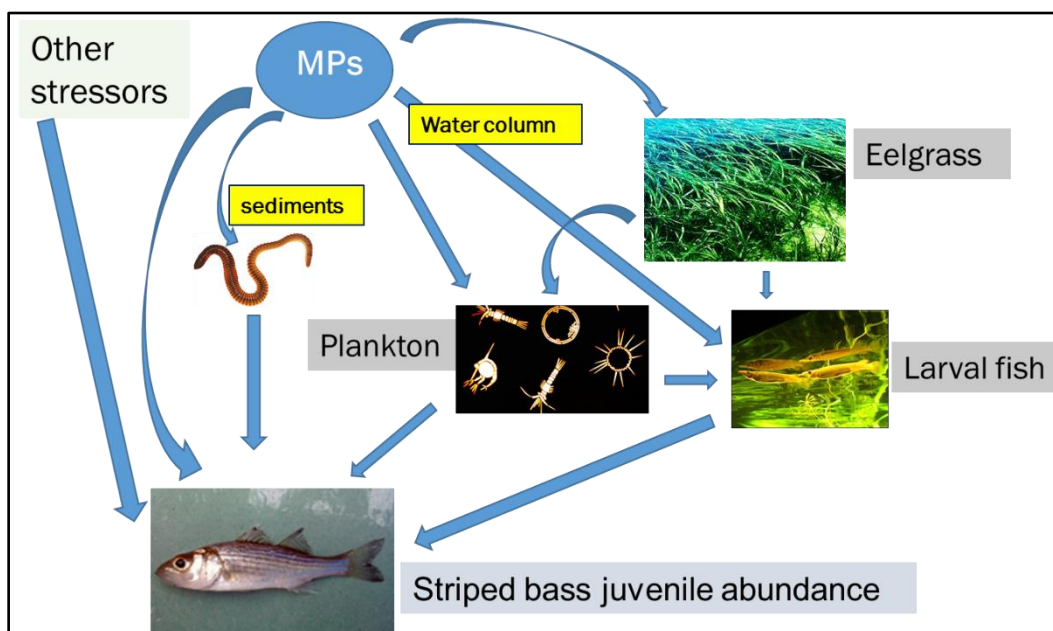 Other
stressors
MPs
Water column
Eelgrass
sediments
Plankton
Larval fish
Striped bass juvenile abundance